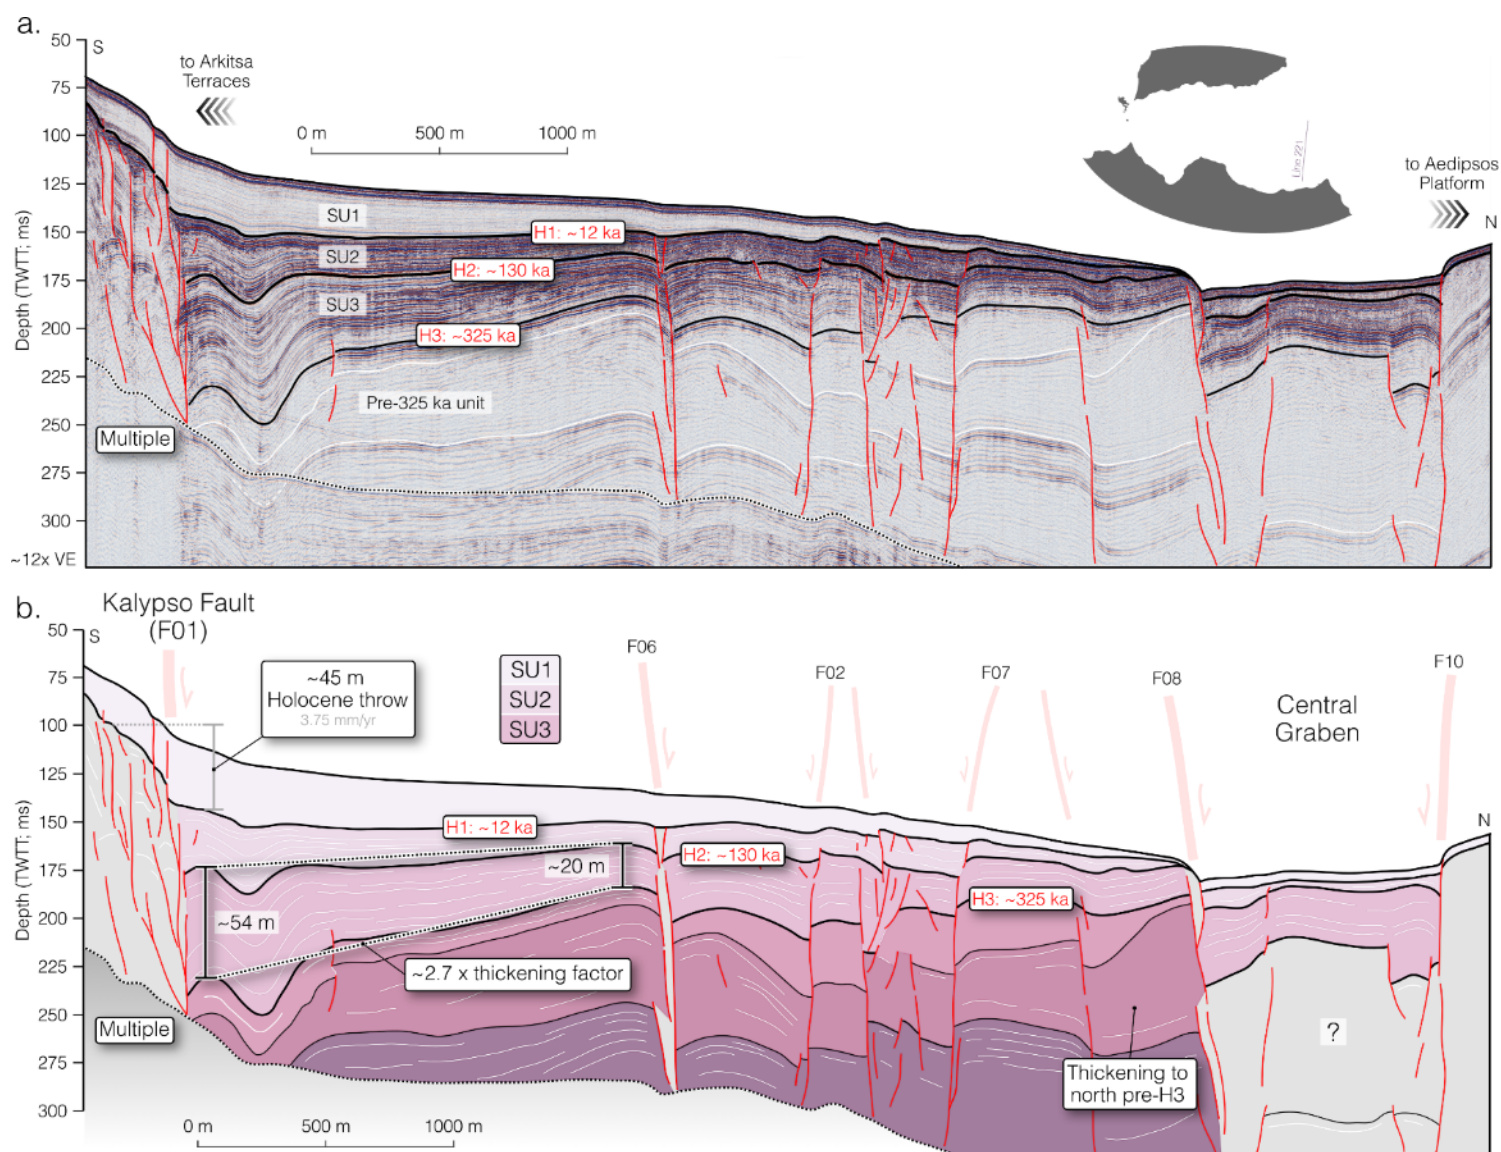 a.
50
S
75
100
125
150
175
200
225
250
275
300
Depth (TWTT; ms)
~12x VE
to Arkitsa
Terraces
0 m
500 m
1000 m
Line 221
to Aedipsos
Platform
N
SU1
H1: ~12 ka
SU2
H2: ~130 ka
SU3
H3: ~325 ka
Pre-325 ka unit
Multiple
b.
Kalypso Fault
(F01)
50
S
75
100
125
150
175
200
225
250
275
300
Depth (TWTT; ms)
~45 m
Holocene throw
3.75 mm/yr
SU1
SU2
SU3
F06
F02
F07
F08
F10
Central
Graben
N
H1: ~12 ka
H2: ~130 ka
~20 m
H3: ~325 ka
~54 m
~2.7 x thickening factor
Multiple
?
Thickening to
north pre-H3
0 m
500 m
1000 m